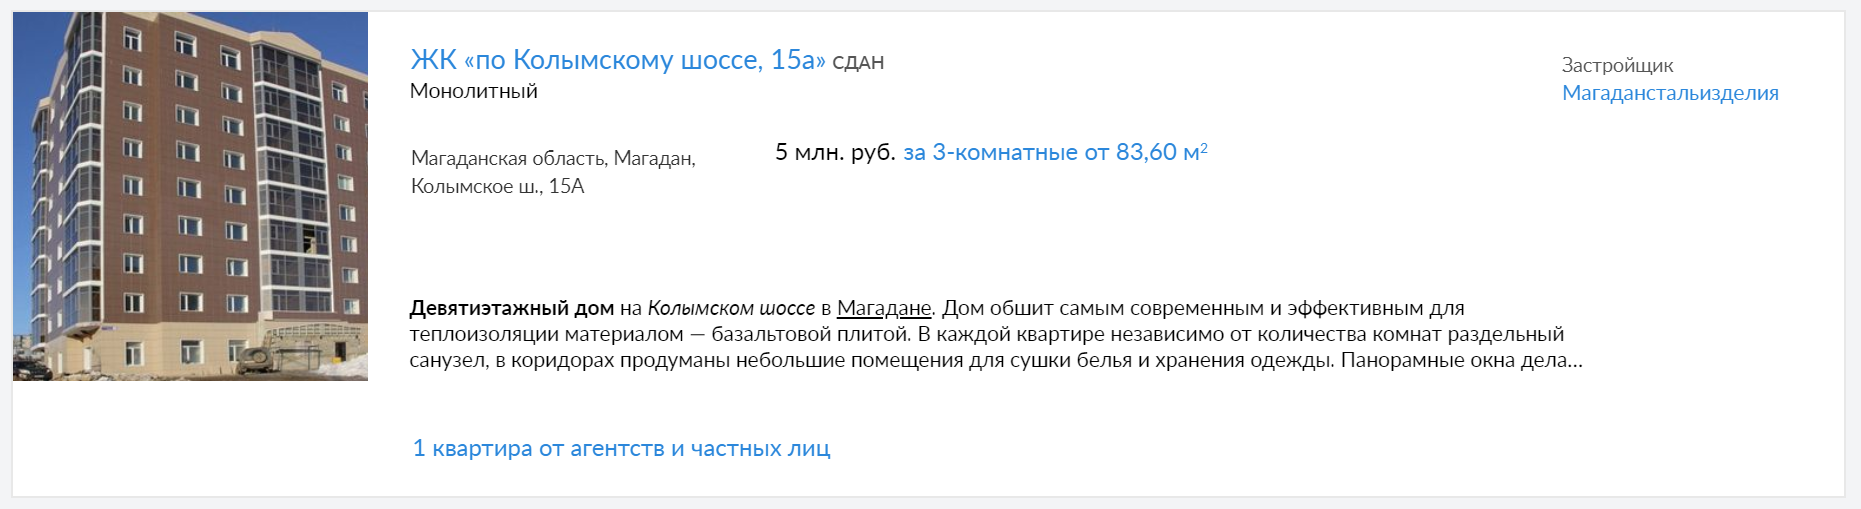 ЖК «по Колымскому шоссе, 15а» СДАН
Монолитный
Застройщик
Магаданстальизделия
Магаданская область, Магадан,
Колымское ш., 15А
5 млн. руб. за 3-комнатные от 83,60 м²
Девятиэтажный дом на Колымском шоссе в Магадане. Дом обшит самым современным и эффективным для
теплоизоляции материалом — базальтовой плитой. В каждой квартире независимо от количества комнат раздельный
санузел, в коридорах продуманы небольшие помещения для сушки белья и хранения одежды. Панорамные окна дела...
1 квартира от агентств и частных лиц